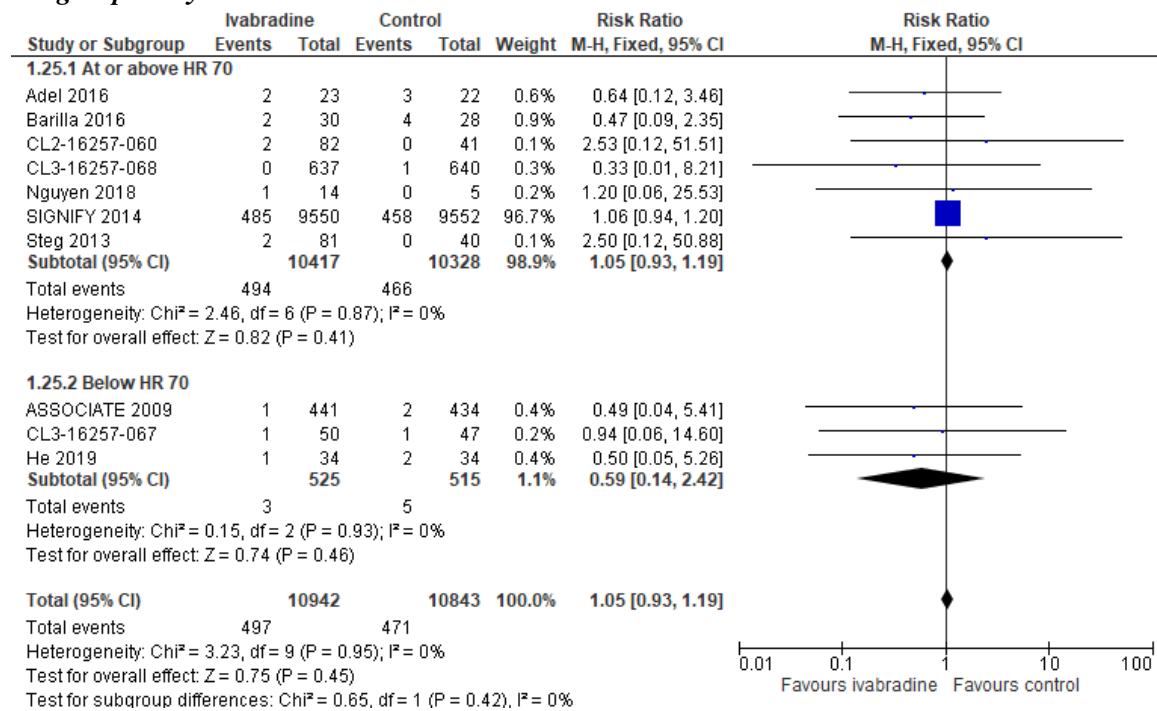 Ivabradine Control Risk Ratio Risk Ratio
Study or Subgroup Events Total Events Total Weight M-H, Fixed, 95% CI M-H, Fixed, 95% CI
1.25.1 At or above HR 70
Adel 2016 2 23 3 22 0.6% 0.64 [0.12, 3.46]
Barilla 2016 2 30 4 28 0.9% 0.47 [0.09, 2.35]
CL2-16257-060 2 82 0 41 0.1% 2.53 [0.12, 51.51]
CL3-16257-068 0 637 1 640 0.3% 0.33 [0.01, 8.21]
Nguyen 2018 1 14 0 5 0.2% 1.20 [0.06, 25.53]
SIGNIFY 2014 485 9550 458 9552 96.7% 1.06 [0.94, 1.20]
Steg 2013 2 81 0 40 0.1% 2.50 [0.12, 50.88]
Subtotal (95% CI) 10417 10328 98.9% 1.05 [0.93, 1.19]
Total events 494 466
Heterogeneity: Chi² = 2.46, df = 6 (P = 0.87); I² = 0%
Test for overall effect: Z = 0.82 (P = 0.41)
1.25.2 Below HR 70
ASSOCIATE 2009 1 441 2 434 0.4% 0.49 [0.04, 5.41]
CL3-16257-067 1 50 1 47 0.2% 0.94 [0.06, 14.60]
He 2019 1 34 2 34 0.4% 0.50 [0.05, 5.26]
Subtotal (95% CI) 525 515 1.1% 0.59 [0.14, 2.42]
Total events 3 5
Heterogeneity: Chi² = 0.15, df = 2 (P = 0.93); I² = 0%
Test for overall effect: Z = 0.74 (P = 0.46)
Total (95% CI) 10942 10843 100.0% 1.05 [0.93, 1.19]
Total events 497 471
Heterogeneity: Chi² = 3.23, df = 9 (P = 0.95); I² = 0%
Test for overall effect: Z = 0.75 (P = 0.45)
Test for subgroup differences: Chi² = 0.65, df = 1 (P = 0.42), I² = 0%
0.01 0.1 1 10 100
Favours ivabradine Favours control